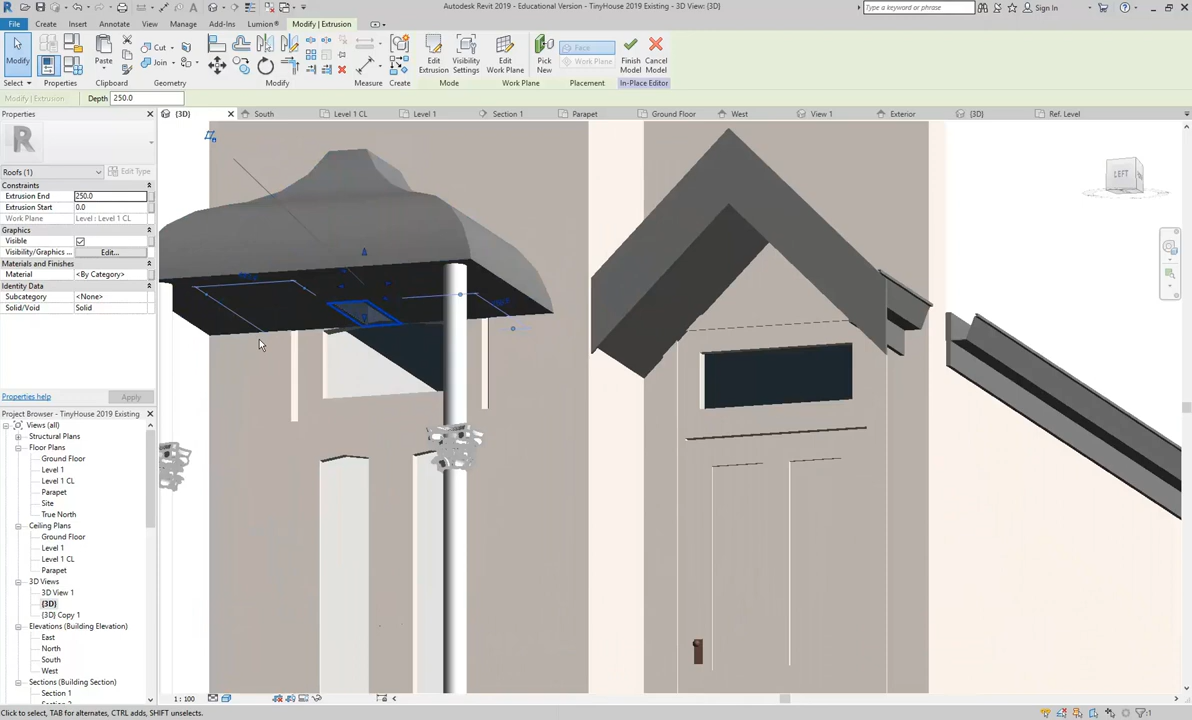 Autodesk Revit 2019 - Educational Version - TinyHouse 2019 Existing - 3D View: {3D}
Type a keyword or phrase
Sign In
File Create Insert Annotate View Manage Add-Ins Lumion® Modify | Extrusion
Modify
Paste
Cut
Join
Edit Extrusion
Visibility Settings
Edit Work Plane
Pick New
Face
Work Plane
Finish Model
Cancel Model
Select Properties Clipboard Geometry Modify Measure Create Mode Work Plane Placement In-Place Editor
Modify | Extrusion Depth 250.0
Properties
{3D} South Level 1 CL Level 1 Section 1 Parapet Ground Floor West View 1 Exterior {3D} Ref. Level
Roofs (1) Edit Type
Constraints
Extrusion End 250.0
Extrusion Start 0.0
Work Plane Level : Level 1 CL
Graphics
Visible
Visibility/Graphics ... Edit...
Materials and Finishes
Material <By Category>
Identity Data
Subcategory <None>
Solid/Void Solid
LEFT
Properties help Apply
Project Browser - TinyHouse 2019 Existing
Views (all)
Structural Plans
Floor Plans
Ground Floor
Level 1
Level 1 CL
Parapet
Site
True North
Ceiling Plans
Ground Floor
Level 1
Level 1 CL
Parapet
3D Views
3D View 1
{3D}
{3D} Copy 1
Elevations (Building Elevation)
East
North
South
West
Sections (Building Section)
Section 1
1 : 100
Click to select, TAB for alternates, CTRL adds, SHIFT unselects.
:1